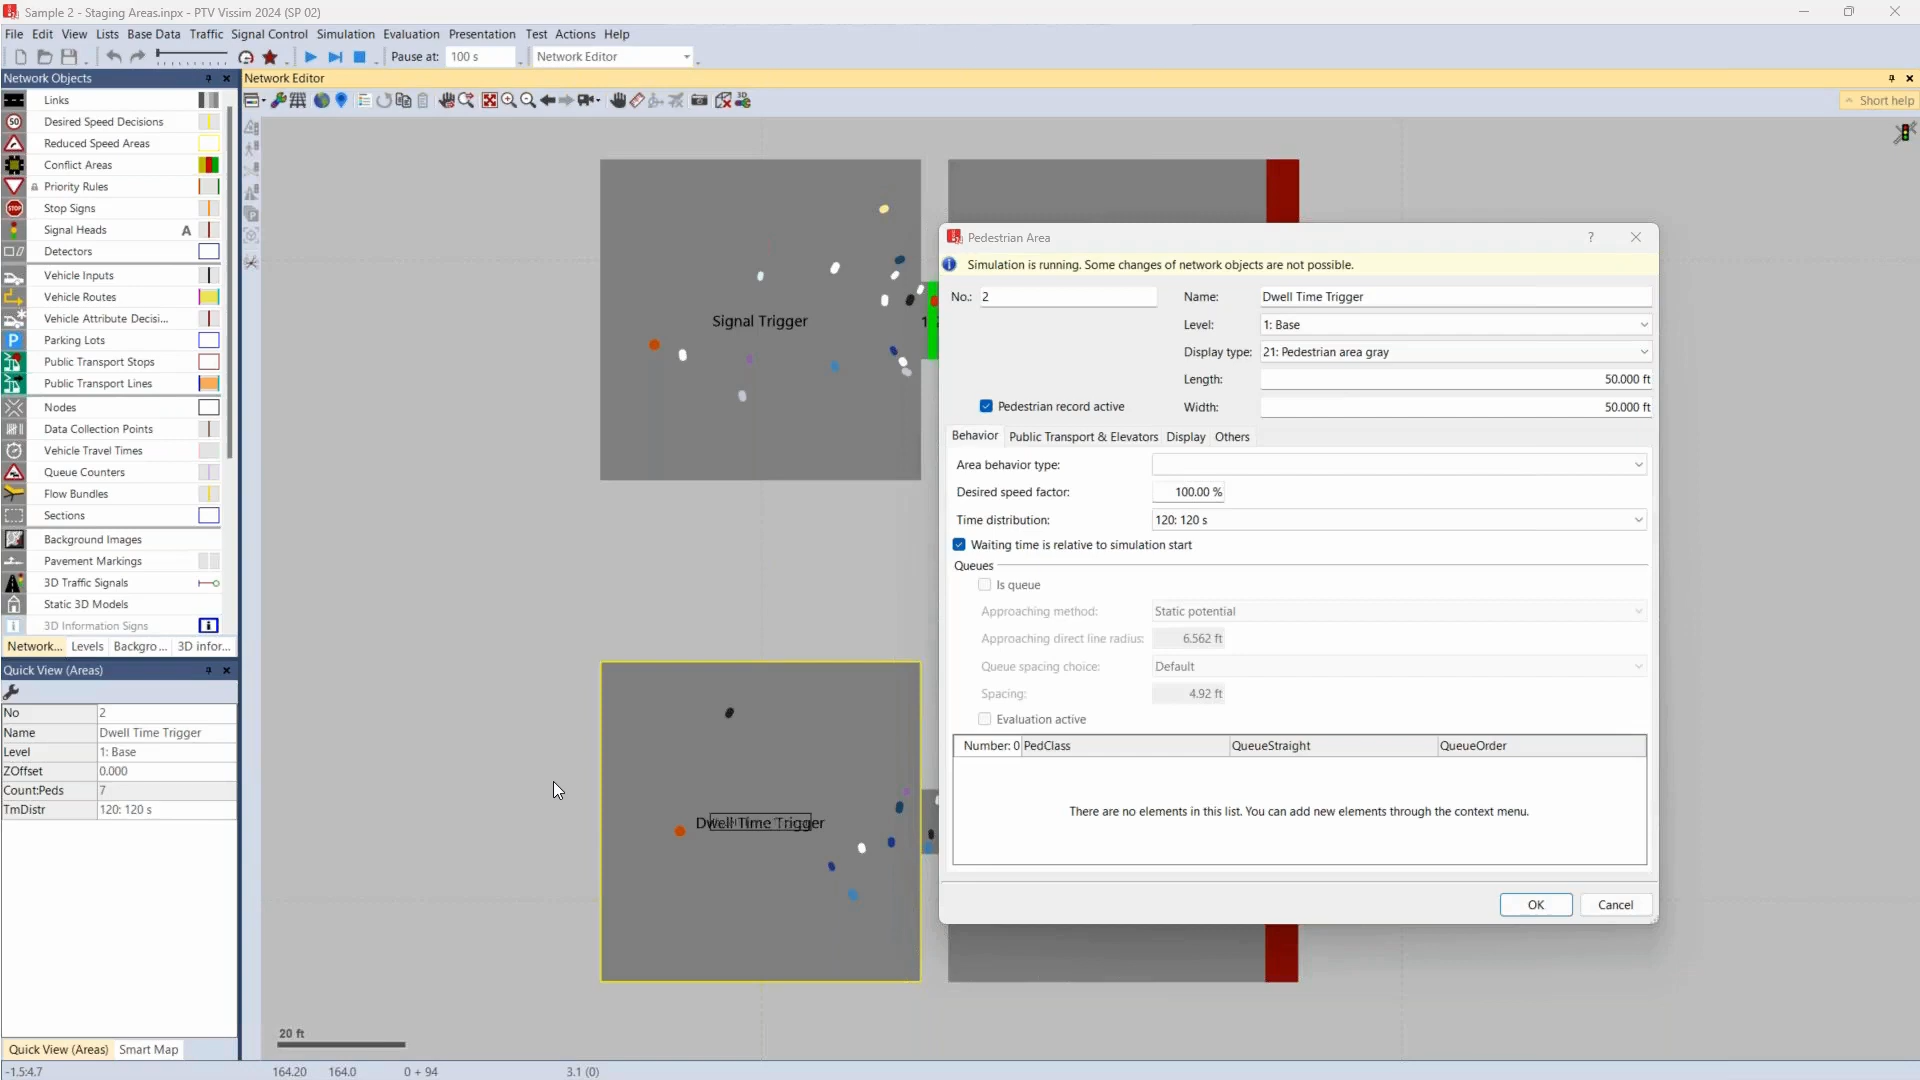 Sample 2 - Staging Areas.inpx - PTV Vissim 2024 (SP 02)
File Edit View Lists Base Data Traffic Signal Control Simulation Evaluation Presentation Test Actions Help
Pause at: 100 s Network Editor
Network Objects
Network Editor
Short help
Links
50 Desired Speed Decisions
Reduced Speed Areas
Conflict Areas
Priority Rules
STOP Stop Signs
Signal Heads A
Detectors
Vehicle Inputs
Vehicle Routes
Vehicle Attribute Decisi...
P Parking Lots
Public Transport Stops
Public Transport Lines
Nodes
Data Collection Points
Vehicle Travel Times
Queue Counters
Flow Bundles
Sections
Background Images
Pavement Markings
3D Traffic Signals
Static 3D Models
3D Information Signs
Network... Levels Backgro... 3D infor...
Quick View (Areas)
No 2
Name Dwell Time Trigger
Level 1: Base
ZOffset 0.000
Count:Peds 7
TmDistr 120: 120 s
Quick View (Areas) Smart Map
-1.5:4.7 164.20 164.0 0 + 94 3.1 (0)
Signal Trigger
Dwell Time Trigger
20 ft
Pedestrian Area ?
Simulation is running. Some changes of network objects are not possible.
No.: 2 Name: Dwell Time Trigger
Level: 1: Base
Display type: 21: Pedestrian area gray
Length: 50.000 ft
Pedestrian record active Width: 50.000 ft
Behavior Public Transport & Elevators Display Others
Area behavior type:
Desired speed factor: 100.00 %
Time distribution: 120: 120 s
Waiting time is relative to simulation start
Queues
Is queue
Approaching method: Static potential
Approaching direct line radius: 6.562 ft
Queue spacing choice: Default
Spacing: 4.92 ft
Evaluation active
Number: 0 PedClass QueueStraight QueueOrder
There are no elements in this list. You can add new elements through the context menu.
OK Cancel